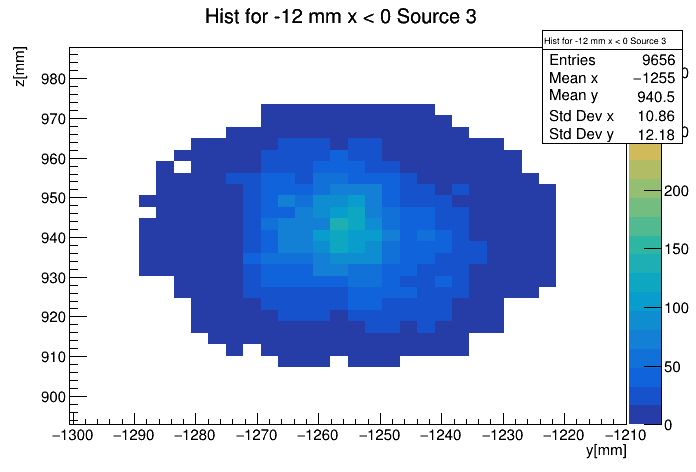 Hist for -12 mm x < 0 Source 3
z[mm]
Hist for -12 mm x < 0 Source 3
Entries 9656
Mean x −1255
Mean y 940.5
Std Dev x 10.86
Std Dev y 12.18
980
970
960
950
940
930
920
910
900
0
200
150
100
50
0
−1300 −1290 −1280 −1270 −1260 −1250 −1240 −1230 −1220 −1210
y[mm]